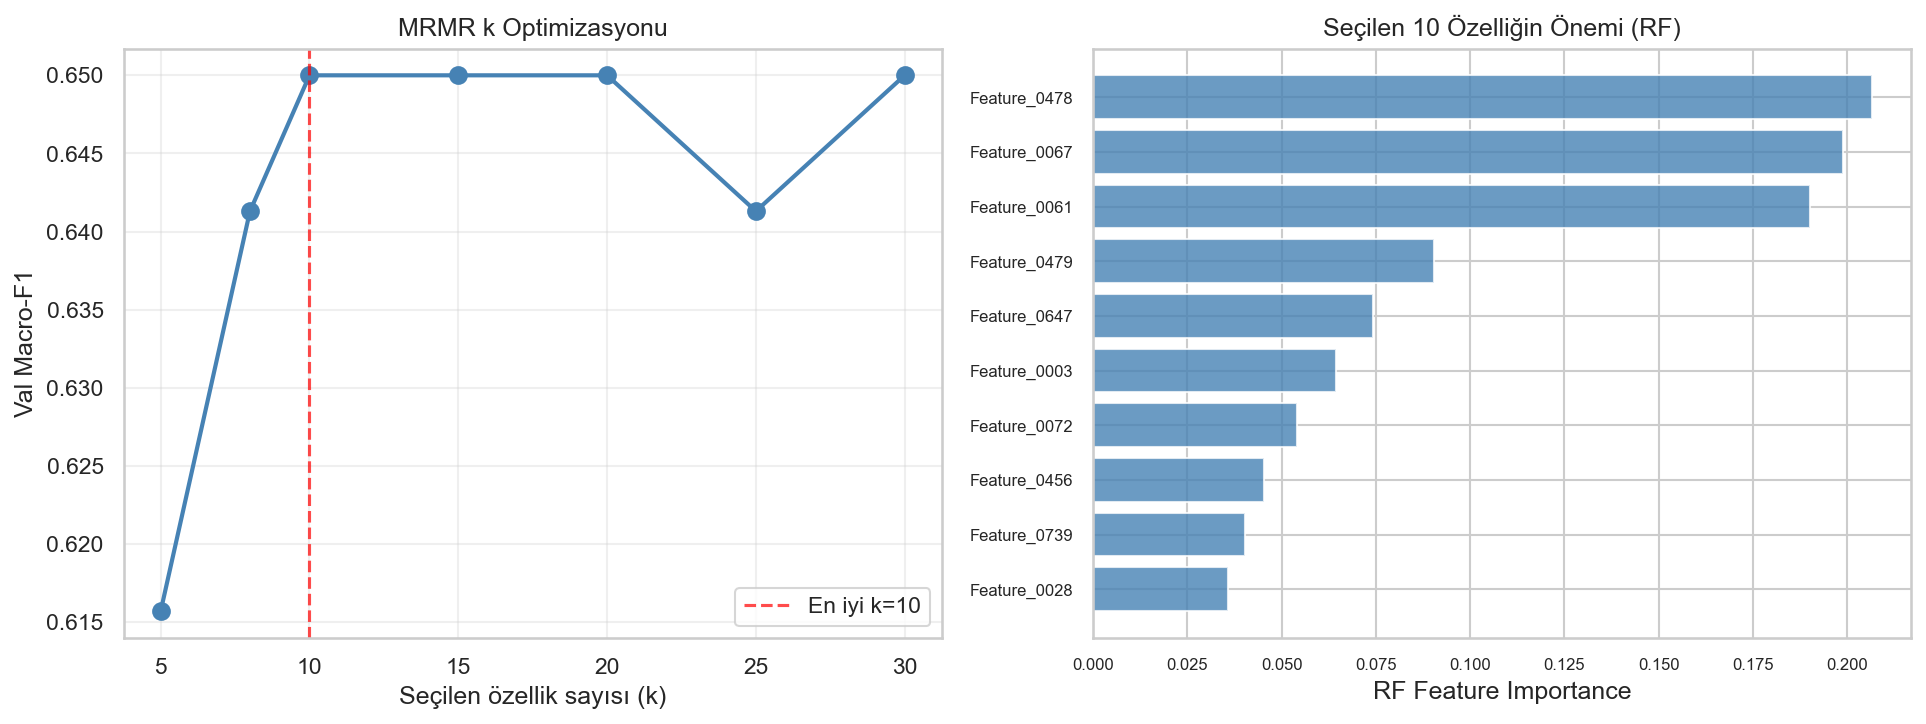 MRMR k Optimizasyonu
0.650
0.645
0.640
0.635
0.630
0.625
0.620
0.615
Val Macro-F1
5 10 15 20 25 30
Seçilen özellik sayısı (k)
En iyi k=10
Seçilen 10 Özelliğin Önemi (RF)
Feature_0478
Feature_0067
Feature_0061
Feature_0479
Feature_0647
Feature_0003
Feature_0072
Feature_0456
Feature_0739
Feature_0028
0.000 0.025 0.050 0.075 0.100 0.125 0.150 0.175 0.200
RF Feature Importance